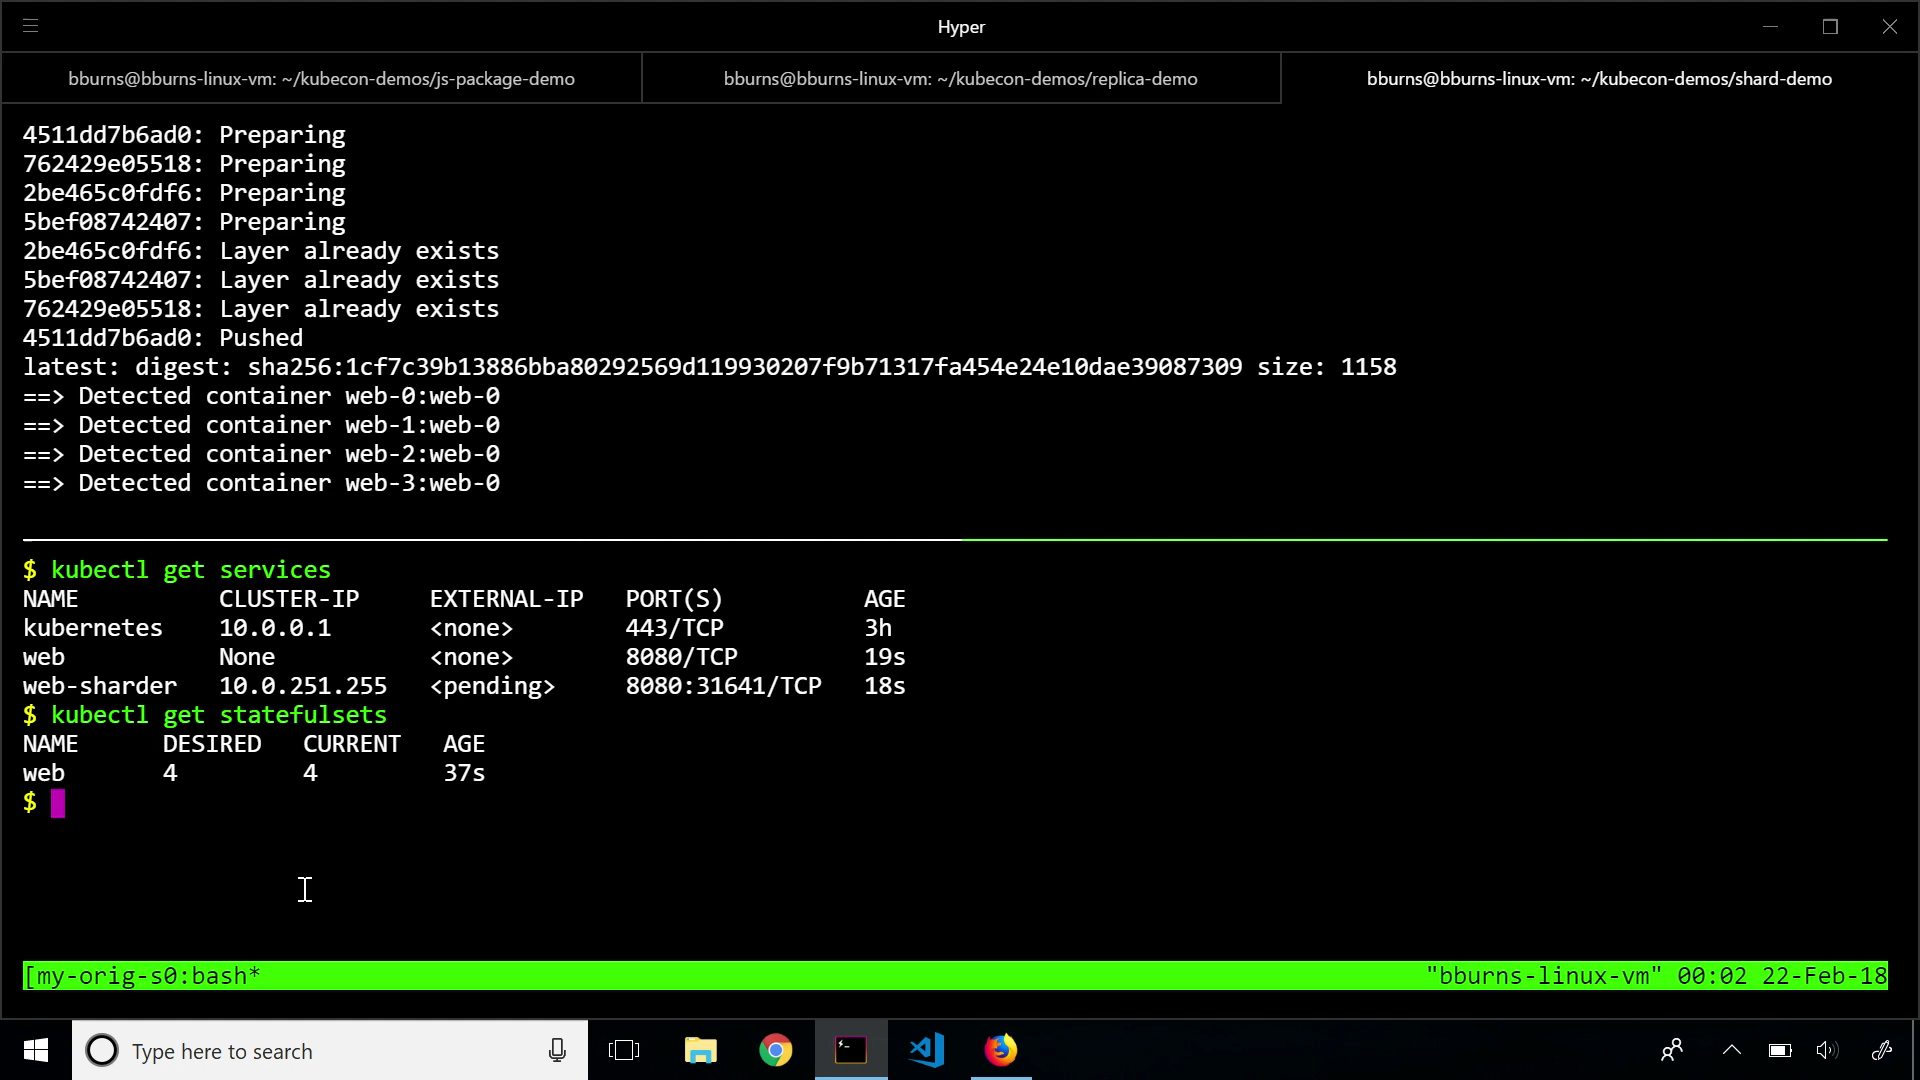 Hyper
bburns@bburns-linux-vm: ~/kubecon-demos/js-package-demo
bburns@bburns-linux-vm: ~/kubecon-demos/replica-demo
bburns@bburns-linux-vm: ~/kubecon-demos/shard-demo
4511dd7b6ad0: Preparing
762429e05518: Preparing
2be465c0fdf6: Preparing
5bef08742407: Preparing
2be465c0fdf6: Layer already exists
5bef08742407: Layer already exists
762429e05518: Layer already exists
4511dd7b6ad0: Pushed
latest: digest: sha256:1cf7c39b13886bba80292569d119930207f9b71317fa454e24e10dae39087309 size: 1158
==> Detected container web-0:web-0
==> Detected container web-1:web-0
==> Detected container web-2:web-0
==> Detected container web-3:web-0
$ kubectl get services
NAME CLUSTER-IP EXTERNAL-IP PORT(S) AGE
kubernetes 10.0.0.1 <none> 443/TCP 3h
web None <none> 8080/TCP 19s
web-sharder 10.0.251.255 <pending> 8080:31641/TCP 18s
$ kubectl get statefulsets
NAME DESIRED CURRENT AGE
web 4 4 37s
$
[my-orig-s0:bash* "bburns-linux-vm" 00:02 22-Feb-18
Type here to search